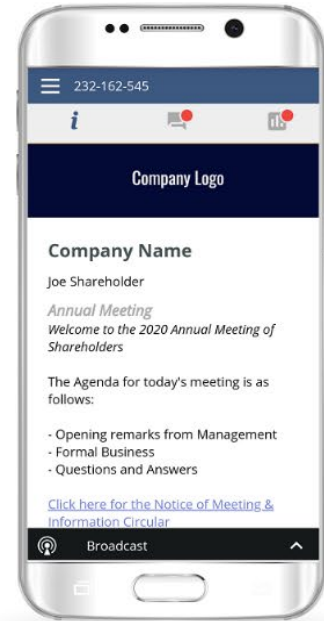 232-162-545
i
Company Logo
Company Name
Joe Shareholder
Annual Meeting
Welcome to the 2020 Annual Meeting of
Shareholders
The Agenda for today's meeting is as
follows:
- Opening remarks from Management
- Formal Business
- Questions and Answers
Click here for the Notice of Meeting &
Information Circular
Broadcast